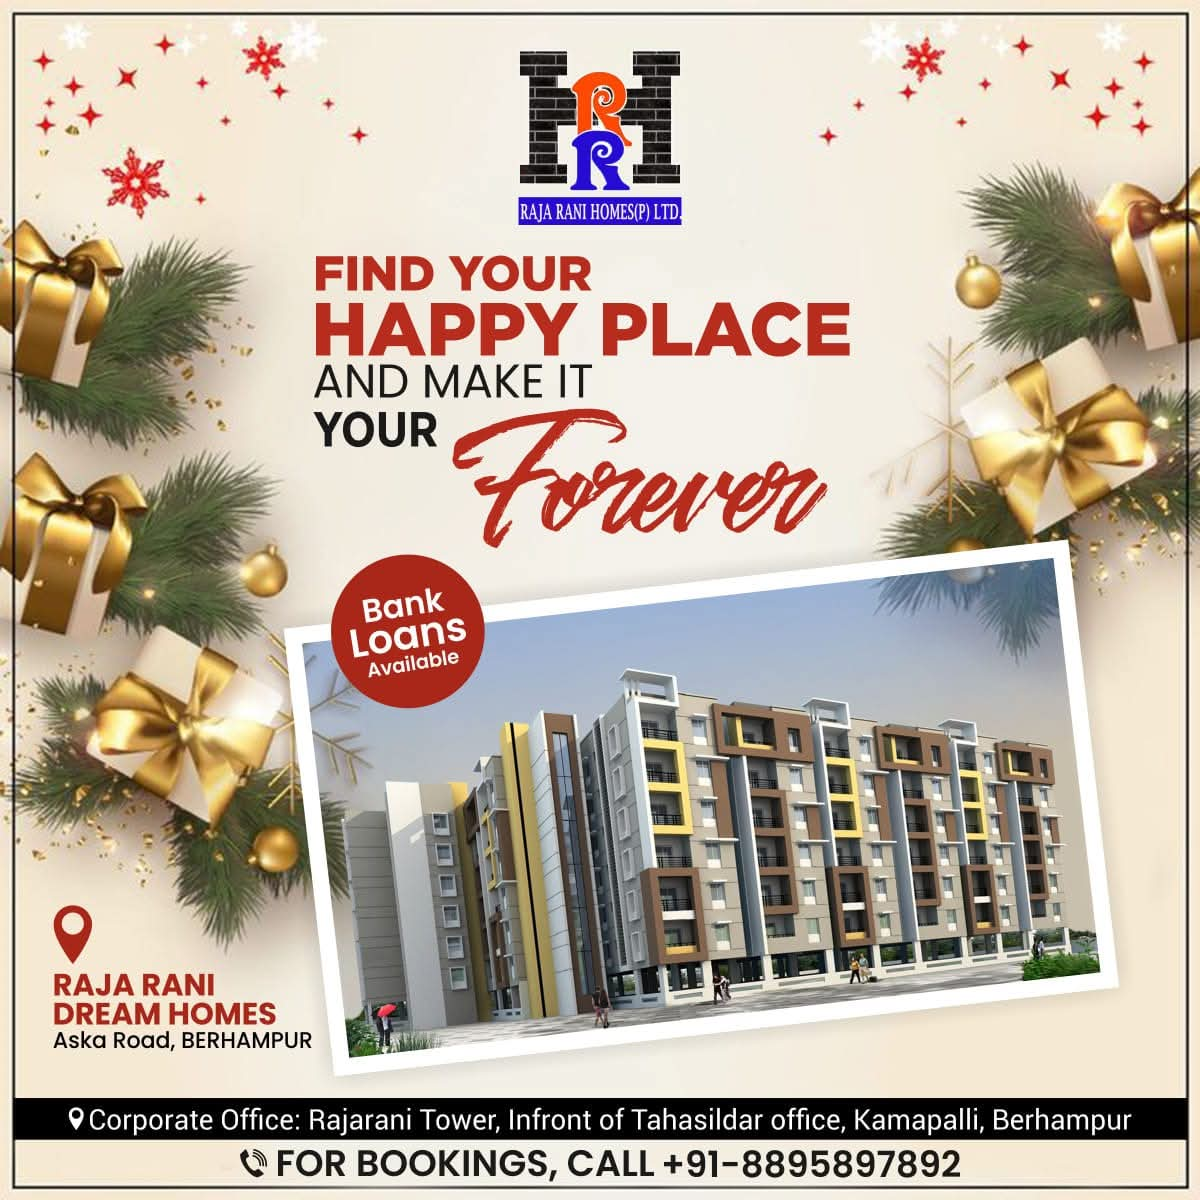 R
R
RAJA RANI HOMES(P) LTD.
FIND YOUR
HAPPY PLACE
AND MAKE IT
YOUR Forever
Bank
Loans
Available
RAJA RANI
DREAM HOMES
Aska Road, BERHAMPUR
Corporate Office: Rajarani Tower, Infront of Tahasildar office, Kamapalli, Berhampur
FOR BOOKINGS, CALL +91-8895897892